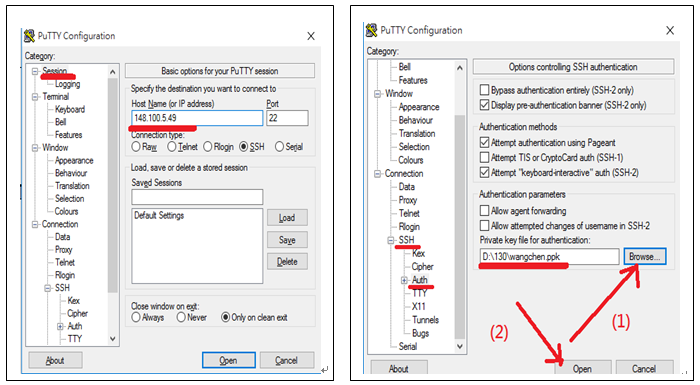 PuTTY Configuration
Category:
Session
Logging
Terminal
Keyboard
Bell
Features
Window
Appearance
Behaviour
Translation
Selection
Colours
Connection
Data
Proxy
Telnet
Rlogin
SSH
Kex
Cipher
Auth
TTY
Basic options for your PuTTY session
Specify the destination you want to connect to
Host Name (or IP address) Port
148.100.5.49 22
Connection type:
Raw Telnet Rlogin SSH Serial
Load, save or delete a stored session
Saved Sessions
Default Settings
Load
Save
Delete
Close window on exit:
Always Never Only on clean exit
About Open Cancel
PuTTY Configuration
Category:
Bell
Features
Window
Appearance
Behaviour
Translation
Selection
Colours
Connection
Data
Proxy
Telnet
Rlogin
SSH
Kex
Cipher
Auth
TTY
X11
Tunnels
Bugs
Serial
Options controlling SSH authentication
Bypass authentication entirely (SSH-2 only)
Display pre-authentication banner (SSH-2 only)
Authentication methods
Attempt authentication using Pageant
Attempt TIS or CryptoCard auth (SSH-1)
Attempt "keyboard-interactive" auth (SSH-2)
Authentication parameters
Allow agent forwarding
Allow attempted changes of username in SSH-2
Private key file for authentication:
D:\130\wangchen.ppk Browse...
(2) (1)
About Open Cancel